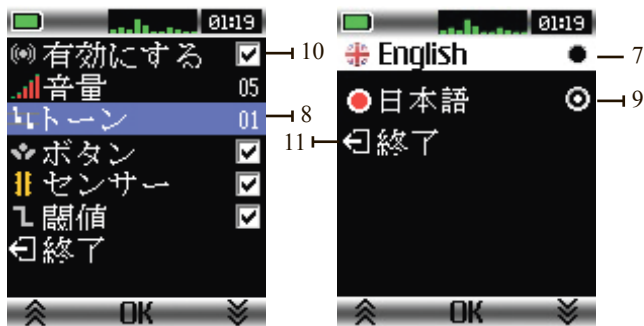 01:19
有効にする
音量 05
トーン 01
ボタン
センサー
閾値
終了
OK
10
8
01:19
English
日本語
終了
OK
7
9
11